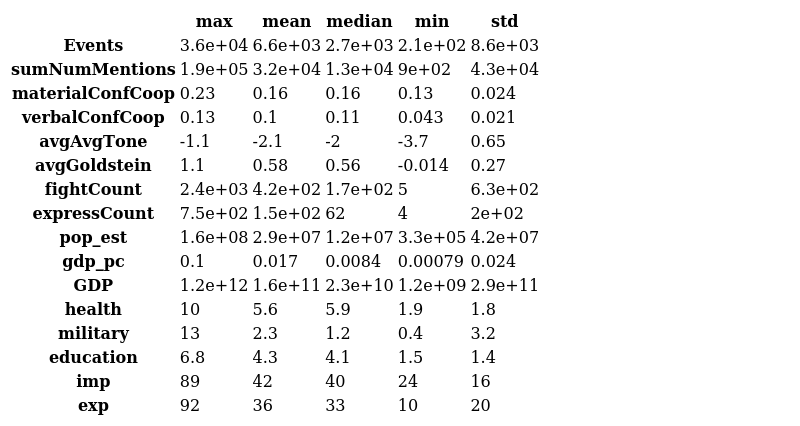 max mean median min std
Events 3.6e+04 6.6e+03 2.7e+03 2.1e+02 8.6e+03
sumNumMentions 1.9e+05 3.2e+04 1.3e+04 9e+02 4.3e+04
materialConfCoop 0.23 0.16 0.16 0.13 0.024
verbalConfCoop 0.13 0.1 0.11 0.043 0.021
avgAvgTone -1.1 -2.1 -2 -3.7 0.65
avgGoldstein 1.1 0.58 0.56 -0.014 0.27
fightCount 2.4e+03 4.2e+02 1.7e+02 5 6.3e+02
expressCount 7.5e+02 1.5e+02 62 4 2e+02
pop_est 1.6e+08 2.9e+07 1.2e+07 3.3e+05 4.2e+07
gdp_pc 0.1 0.017 0.0084 0.00079 0.024
GDP 1.2e+12 1.6e+11 2.3e+10 1.2e+09 2.9e+11
health 10 5.6 5.9 1.9 1.8
military 13 2.3 1.2 0.4 3.2
education 6.8 4.3 4.1 1.5 1.4
imp 89 42 40 24 16
exp 92 36 33 10 20